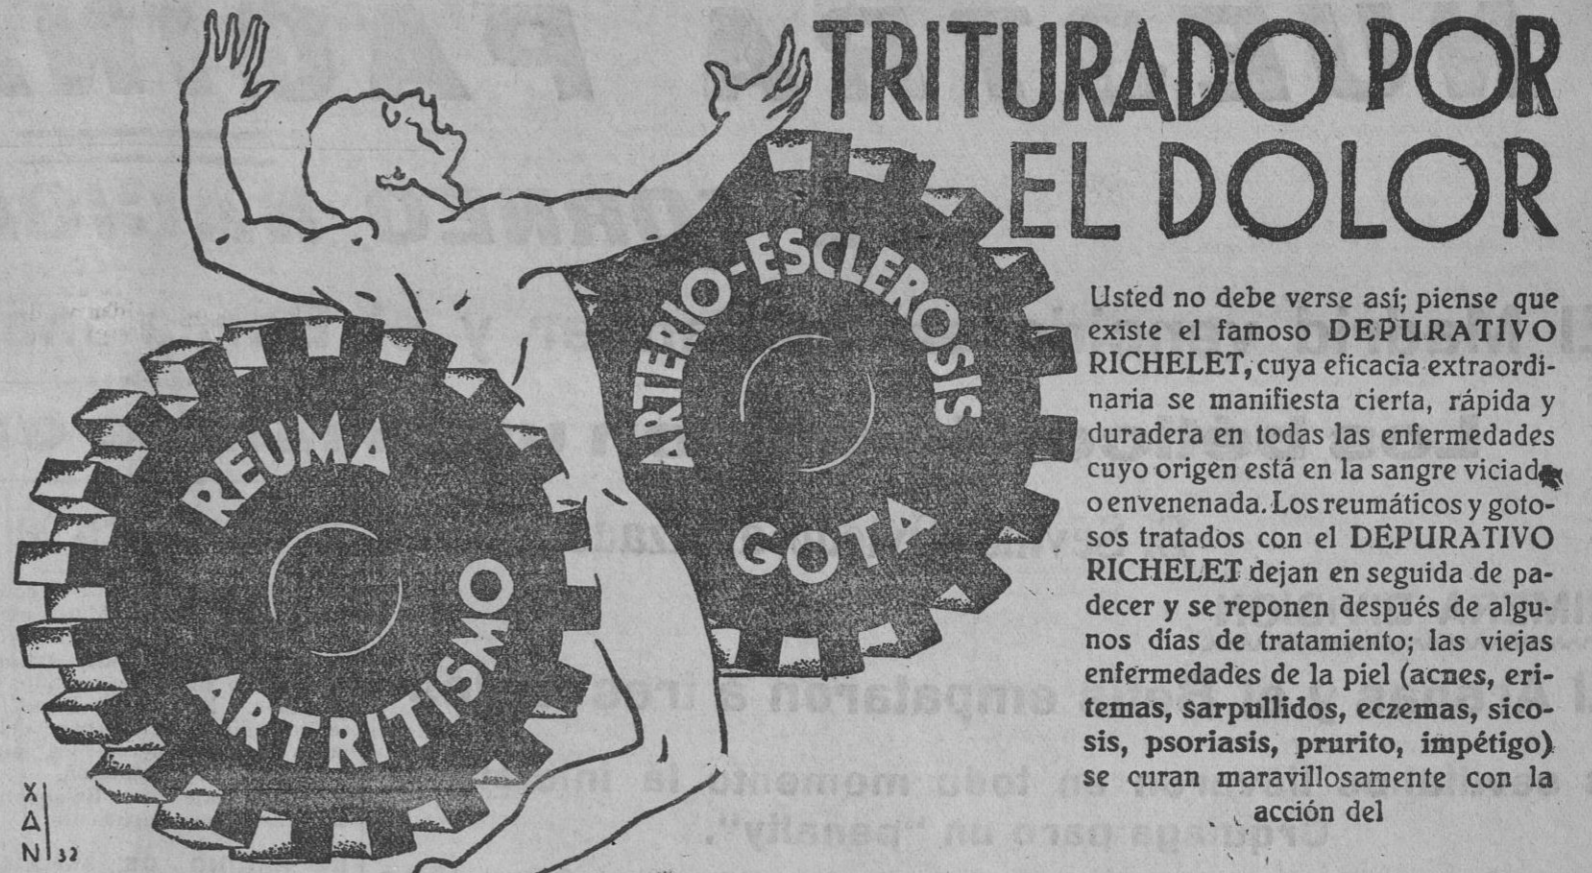 TRITURADO POR
EL DOLOR
ARTERIO-ESCLEROSIS
GOTA
REUMA
ARTRITISMO
Usted no debe verse así; piense que
existe el famoso DEPURATIVO
RICHELET, cuya eficacia extraordi-
naria se manifiesta cierta, rápida y
duradera en todas las enfermedades
cuyo origen está en la sangre viciada
o envenenada. Los reumáticos y goto-
sos tratados con el DEPURATIVO
RICHELET dejan en seguida de pa-
decer y se reponen después de algu-
nos días de tratamiento; las viejas
enfermedades de la piel (acnes, eri-
temas, sarpullidos, eczemas, sico-
sis, psoriasis, prurito, impétigo)
se curan maravillosamente con la
acción del
XAN 32